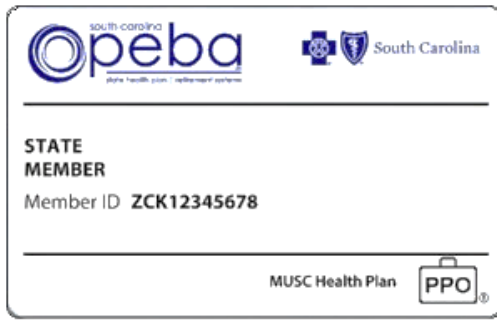 south carolina
peba
state health plan | retirement systems
South Carolina
STATE
MEMBER
Member ID ZCK12345678
MUSC Health Plan
PPO®